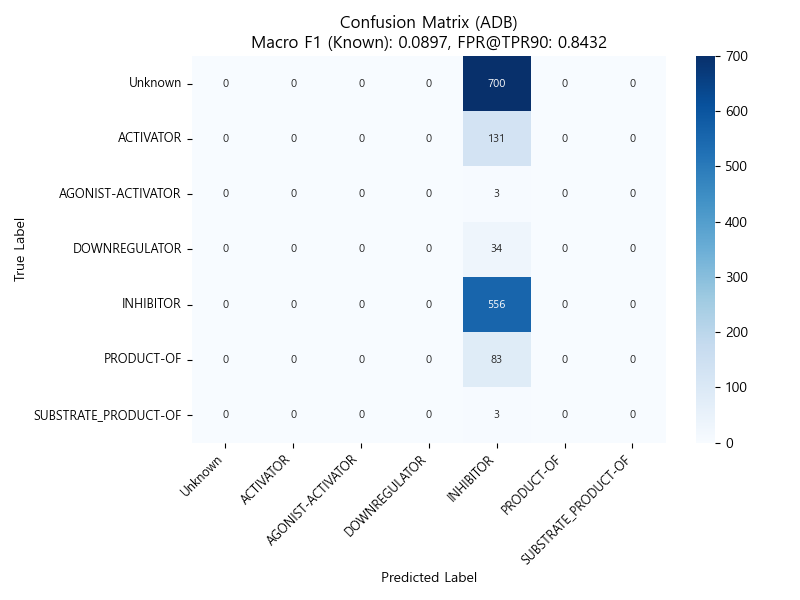 Confusion Matrix (ADB)
Macro F1 (Known): 0.0897, FPR@TPR90: 0.8432
Unknown 0 0 0 0 700 0 0
ACTIVATOR 0 0 0 0 131 0 0
AGONIST-ACTIVATOR 0 0 0 0 3 0 0
DOWNREGULATOR 0 0 0 0 34 0 0
INHIBITOR 0 0 0 0 556 0 0
PRODUCT-OF 0 0 0 0 83 0 0
SUBSTRATE_PRODUCT-OF 0 0 0 0 3 0 0
True Label
Unknown
ACTIVATOR
AGONIST-ACTIVATOR
DOWNREGULATOR
INHIBITOR
PRODUCT-OF
SUBSTRATE_PRODUCT-OF
Predicted Label
700
600
500
400
300
200
100
0